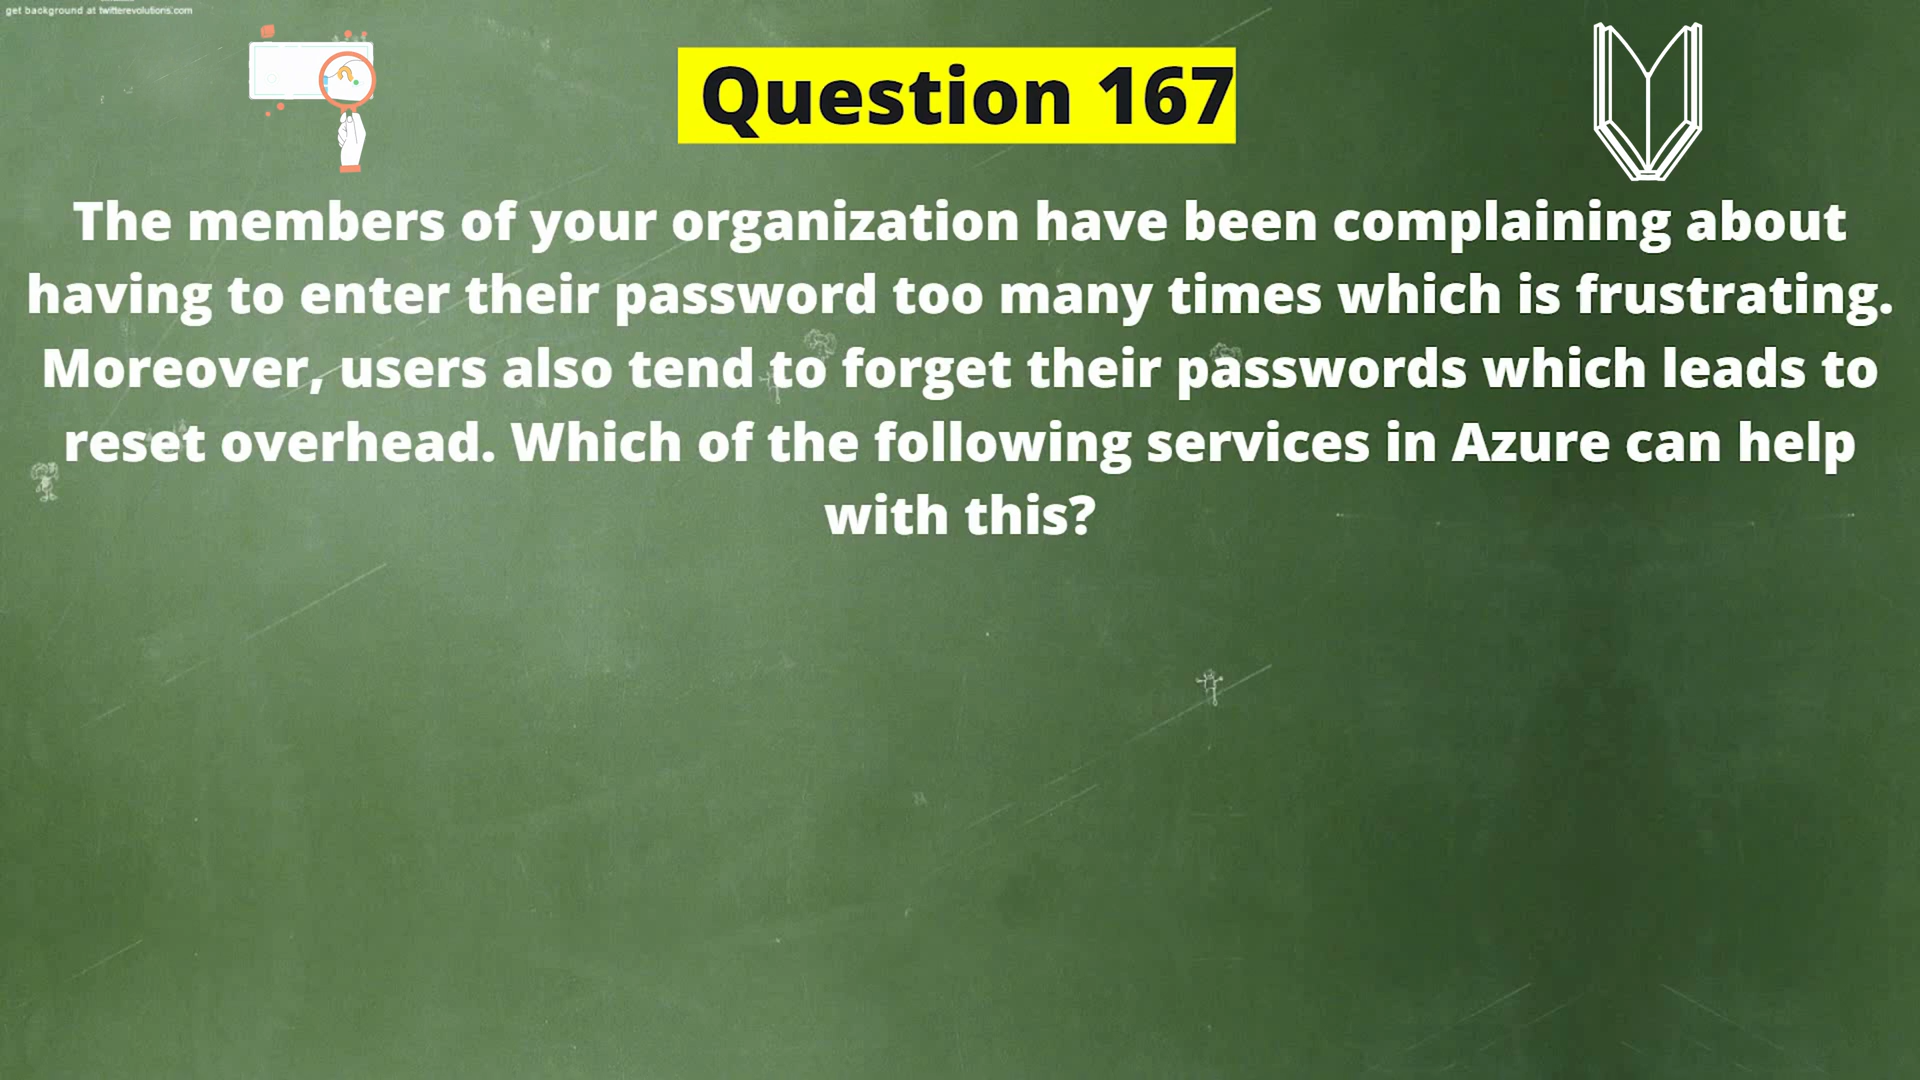 get background at twitterevolutions.com
Question 167
The members of your organization have been complaining about
having to enter their password too many times which is frustrating.
Moreover, users also tend to forget their passwords which leads to
reset overhead. Which of the following services in Azure can help
with this?